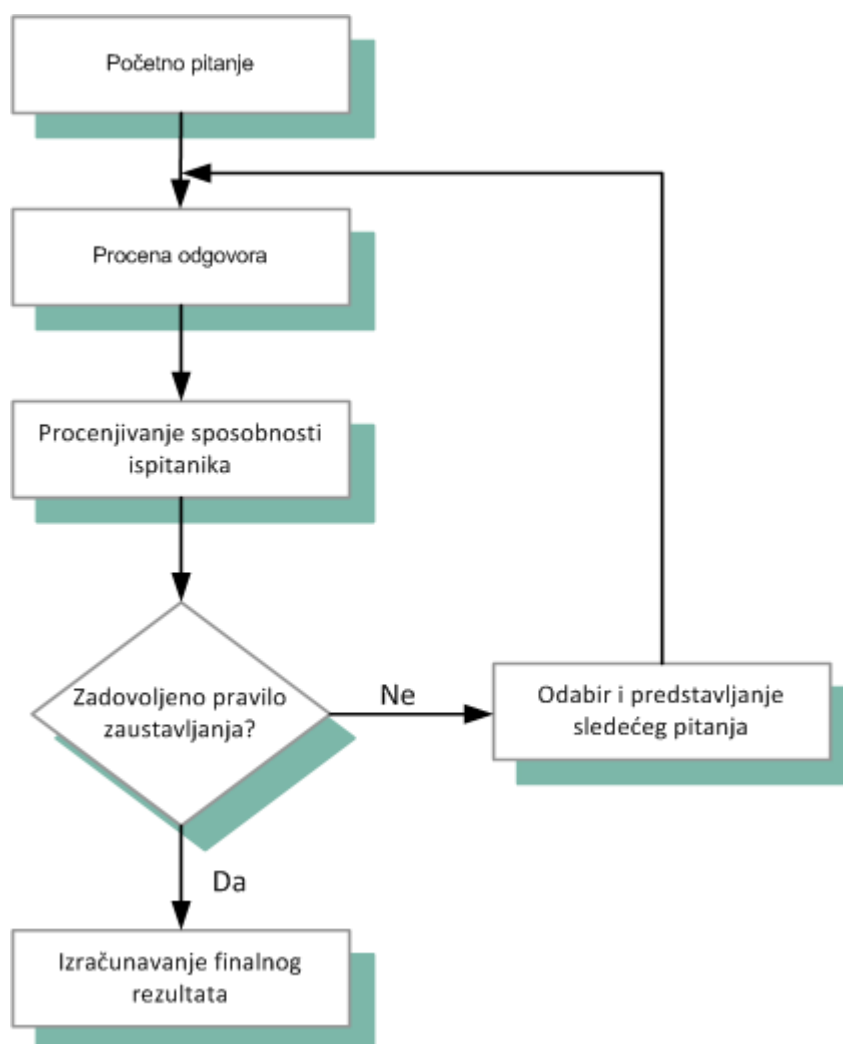 Početno pitanje
Procena odgovora
Procenjivanje sposobnosti
ispitanika
Zadovoljeno pravilo
zaustavljanja?
Ne
Odabir i predstavljanje
sledećeg pitanja
Da
Izračunavanje finalnog
rezultata